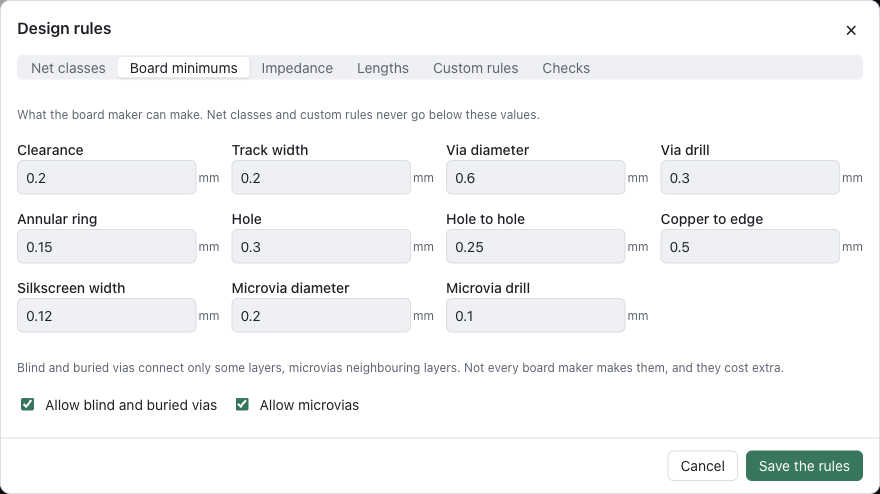 Design rules
Net classes Board minimums Impedance Lengths Custom rules Checks
What the board maker can make. Net classes and custom rules never go below these values.
Clearance Track width Via diameter Via drill
0.2 mm 0.2 mm 0.6 mm 0.3 mm
Annular ring Hole Hole to hole Copper to edge
0.15 mm 0.3 mm 0.25 mm 0.5 mm
Silkscreen width Microvia diameter Microvia drill
0.12 mm 0.2 mm 0.1 mm
Blind and buried vias connect only some layers, microvias neighbouring layers. Not every board maker makes them, and they cost extra.
Allow blind and buried vias Allow microvias
Cancel Save the rules